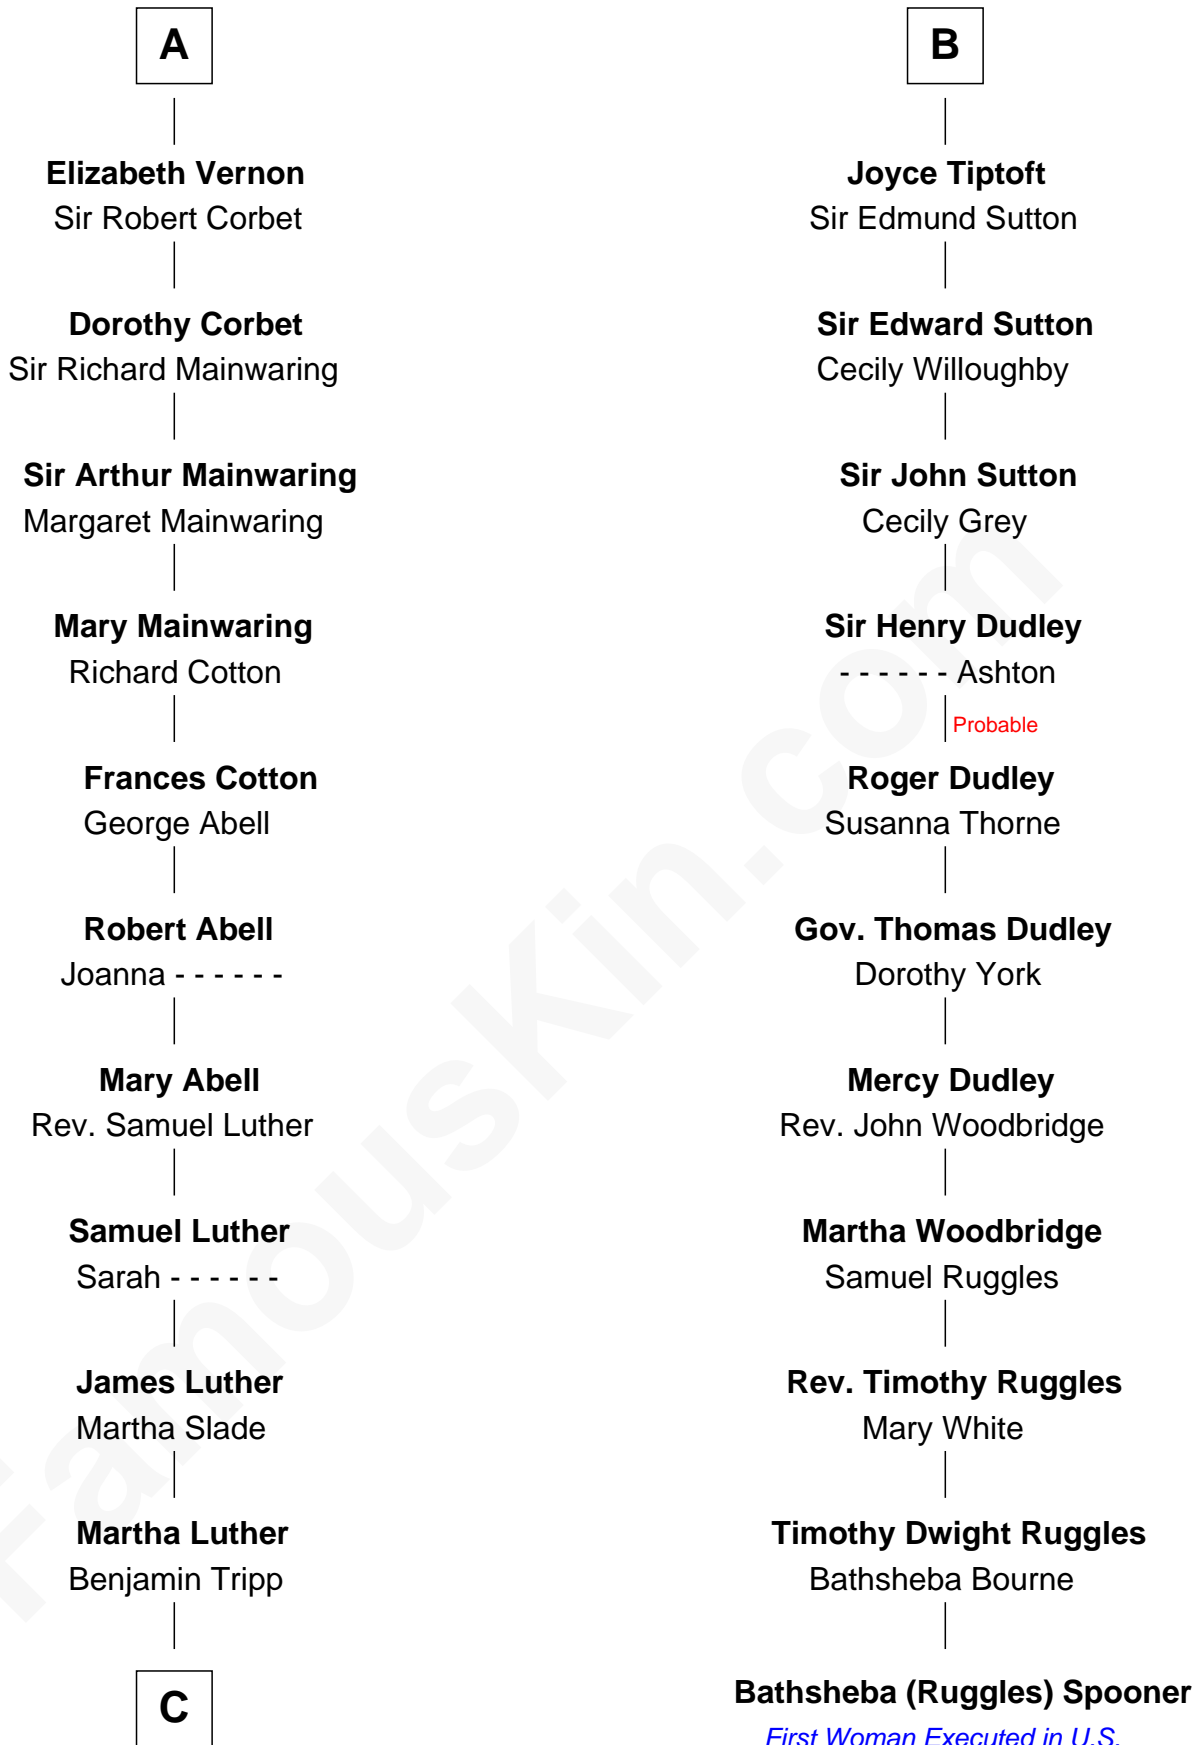 A
Elizabeth Vernon
Sir Robert Corbet
Dorothy Corbet
Sir Richard Mainwaring
Sir Arthur Mainwaring
Margaret Mainwaring
Mary Mainwaring
Richard Cotton
Frances Cotton
George Abell
Robert Abell
Joanna - - - - - -
Mary Abell
Rev. Samuel Luther
Samuel Luther
Sarah - - - - - -
James Luther
Martha Slade
Martha Luther
Benjamin Tripp
C
B
Joyce Tiptoft
Sir Edmund Sutton
Sir Edward Sutton
Cecily Willoughby
Sir John Sutton
Cecily Grey
Sir Henry Dudley
- - - - - - Ashton
Probable
Roger Dudley
Susanna Thorne
Gov. Thomas Dudley
Dorothy York
Mercy Dudley
Rev. John Woodbridge
Martha Woodbridge
Samuel Ruggles
Rev. Timothy Ruggles
Mary White
Timothy Dwight Ruggles
Bathsheba Bourne
Bathsheba (Ruggles) Spooner
First Woman Executed in U.S.
FamousKin.com